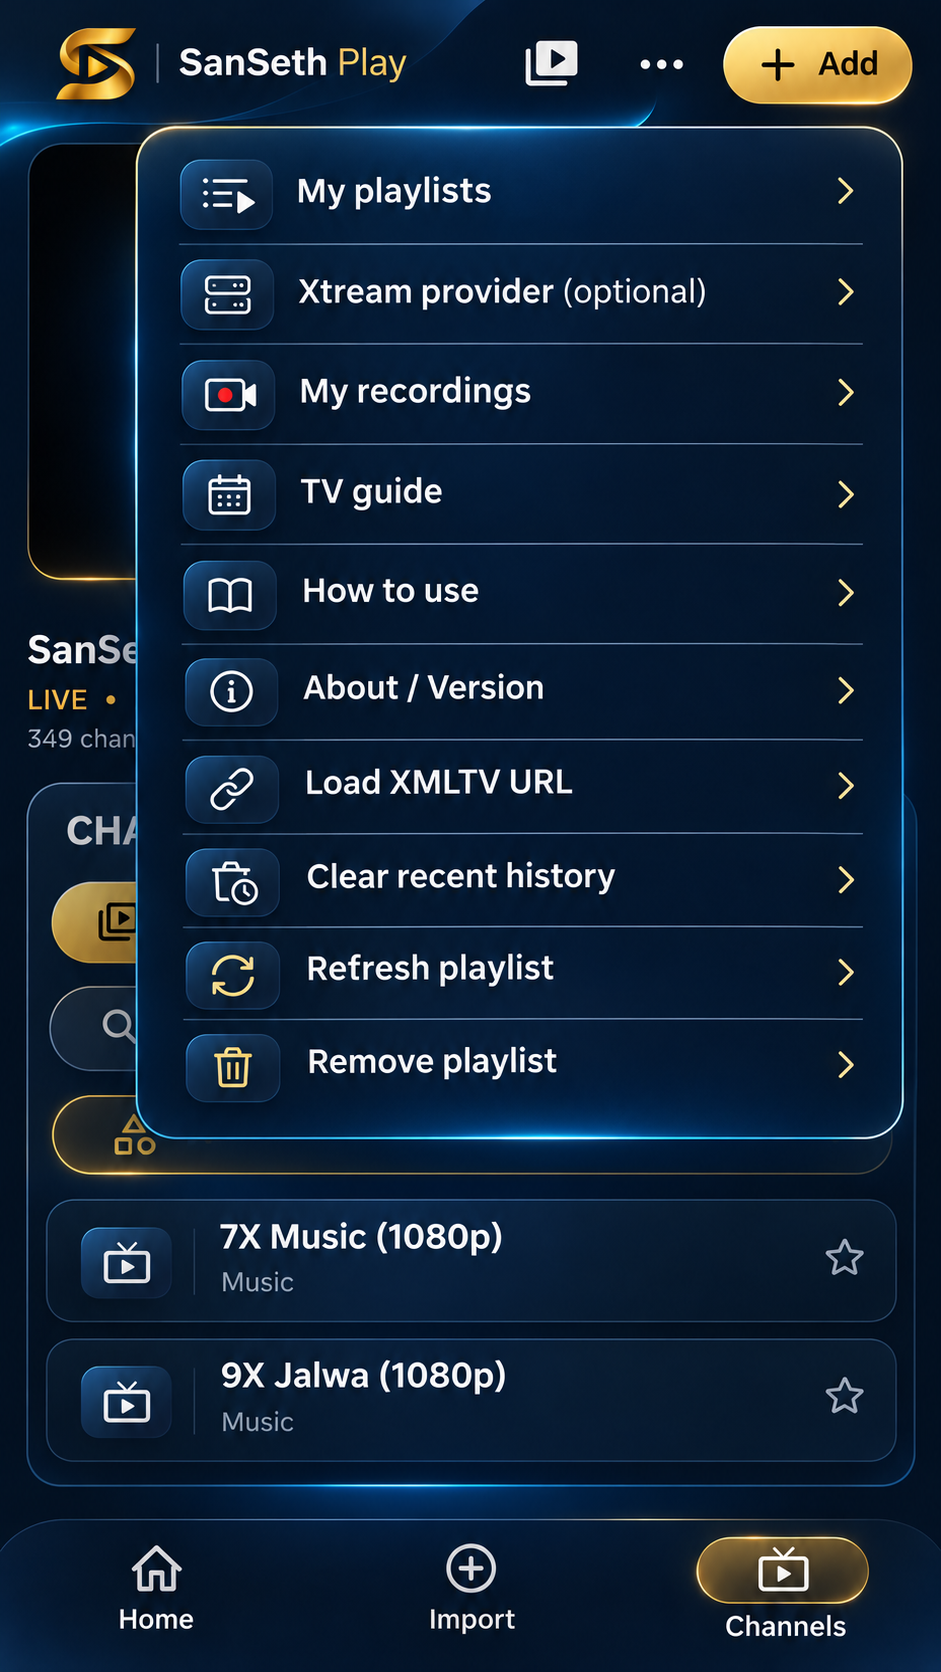 SanSeth Play
Add
My playlists
Xtream provider (optional)
My recordings
TV guide
How to use
About / Version
Load XMLTV URL
Clear recent history
Refresh playlist
Remove playlist
SanSe
LIVE •
349 chan
CHA
7X Music (1080p)
Music
9X Jalwa (1080p)
Music
Home
Import
Channels